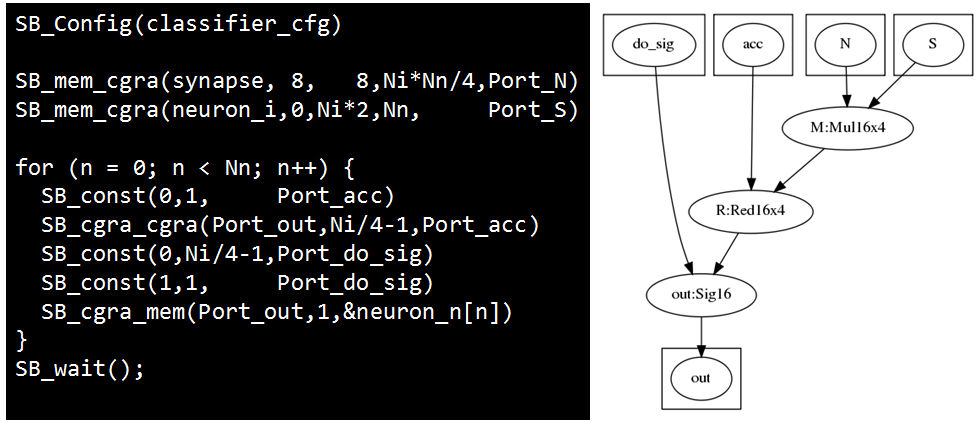 SB_Config(classifier_cfg)
SB_mem_cgra(synapse, 8,   8,Ni*Nn/4,Port_N)
SB_mem_cgra(neuron_i,0,Ni*2,Nn,     Port_S)
for (n = 0; n < Nn; n++) {
  SB_const(0,1,     Port_acc)
  SB_cgra_cgra(Port_out,Ni/4-1,Port_acc)
  SB_const(0,Ni/4-1,Port_do_sig)
  SB_const(1,1,     Port_do_sig)
  SB_cgra_mem(Port_out,1,&neuron_n[n])
}
SB_wait();
do_sig acc N S
M:Mul16x4
R:Red16x4
out:Sig16
out